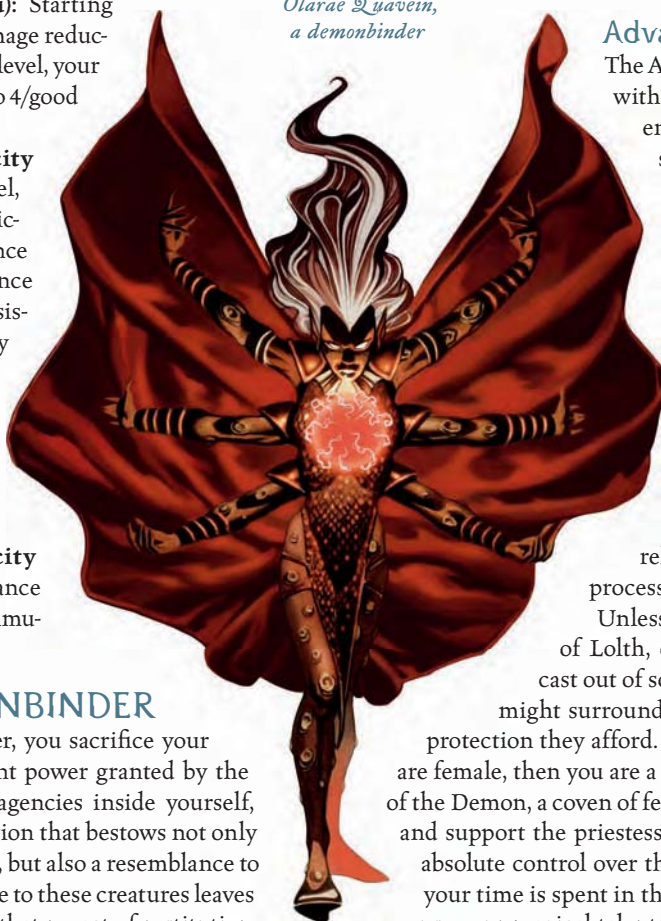 Starting
mage reduc-
level, your
o 4/good
city
el,
ic-
nce
nce
sis-
y
city
ance
mu-
NBINDER
er, you sacrifice your
nt power granted by the
agencies inside yourself,
ion that bestows not only
, but also a resemblance to
e to these creatures leaves
Olarae Quavein,
a demonbinder
Adva
The A
with
en
s
rel
process
Unless
of Lolth,
cast out of so
might surround
protection they afford.
are female, then you are a
of the Demon, a coven of fe
and support the priestess
absolute control over th
your time is spent in th